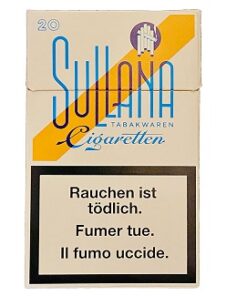 20
SULLANA
TABAKWAREN
Cigaretten
Rauchen ist
tödlich.
Fumer tue.
Il fumo uccide.